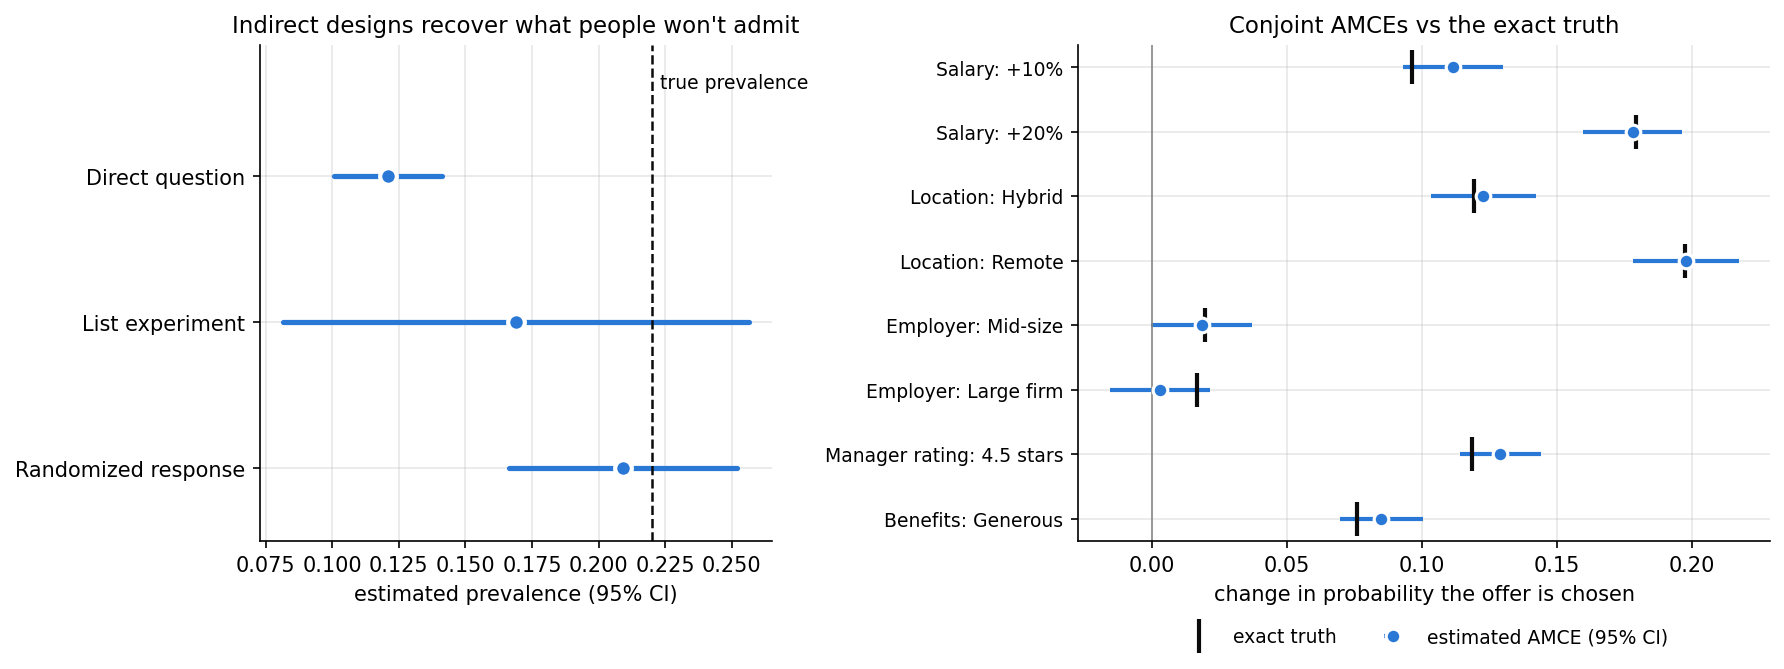 Indirect designs recover what people won't admit
true prevalence
Direct question
List experiment
Randomized response
0.075 0.100 0.125 0.150 0.175 0.200 0.225 0.250
estimated prevalence (95% CI)
Conjoint AMCEs vs the exact truth
Salary: +10%
Salary: +20%
Location: Hybrid
Location: Remote
Employer: Mid-size
Employer: Large firm
Manager rating: 4.5 stars
Benefits: Generous
0.00 0.05 0.10 0.15 0.20
change in probability the offer is chosen
exact truth
estimated AMCE (95% CI)